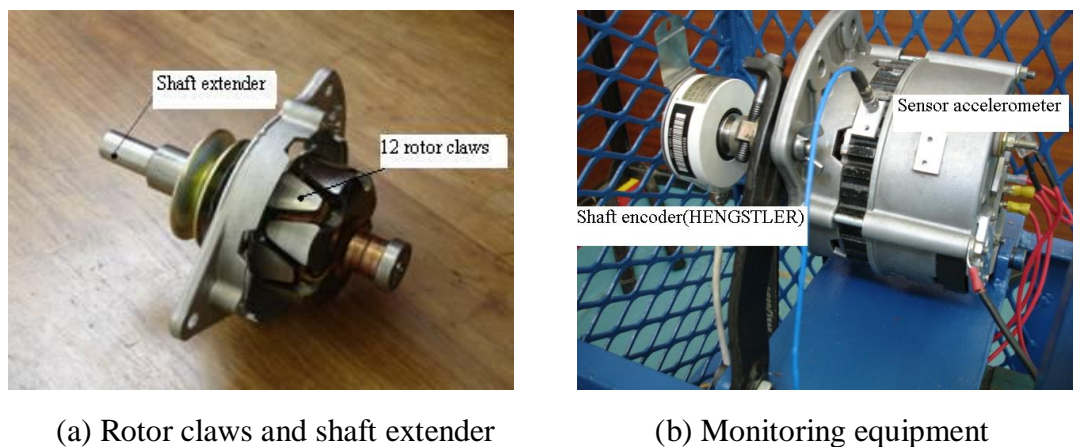 Shaft extender
12 rotor claws
Sensor accelerometer
Shaft encoder(HENGSTLER)
(a) Rotor claws and shaft extender
(b) Monitoring equipment